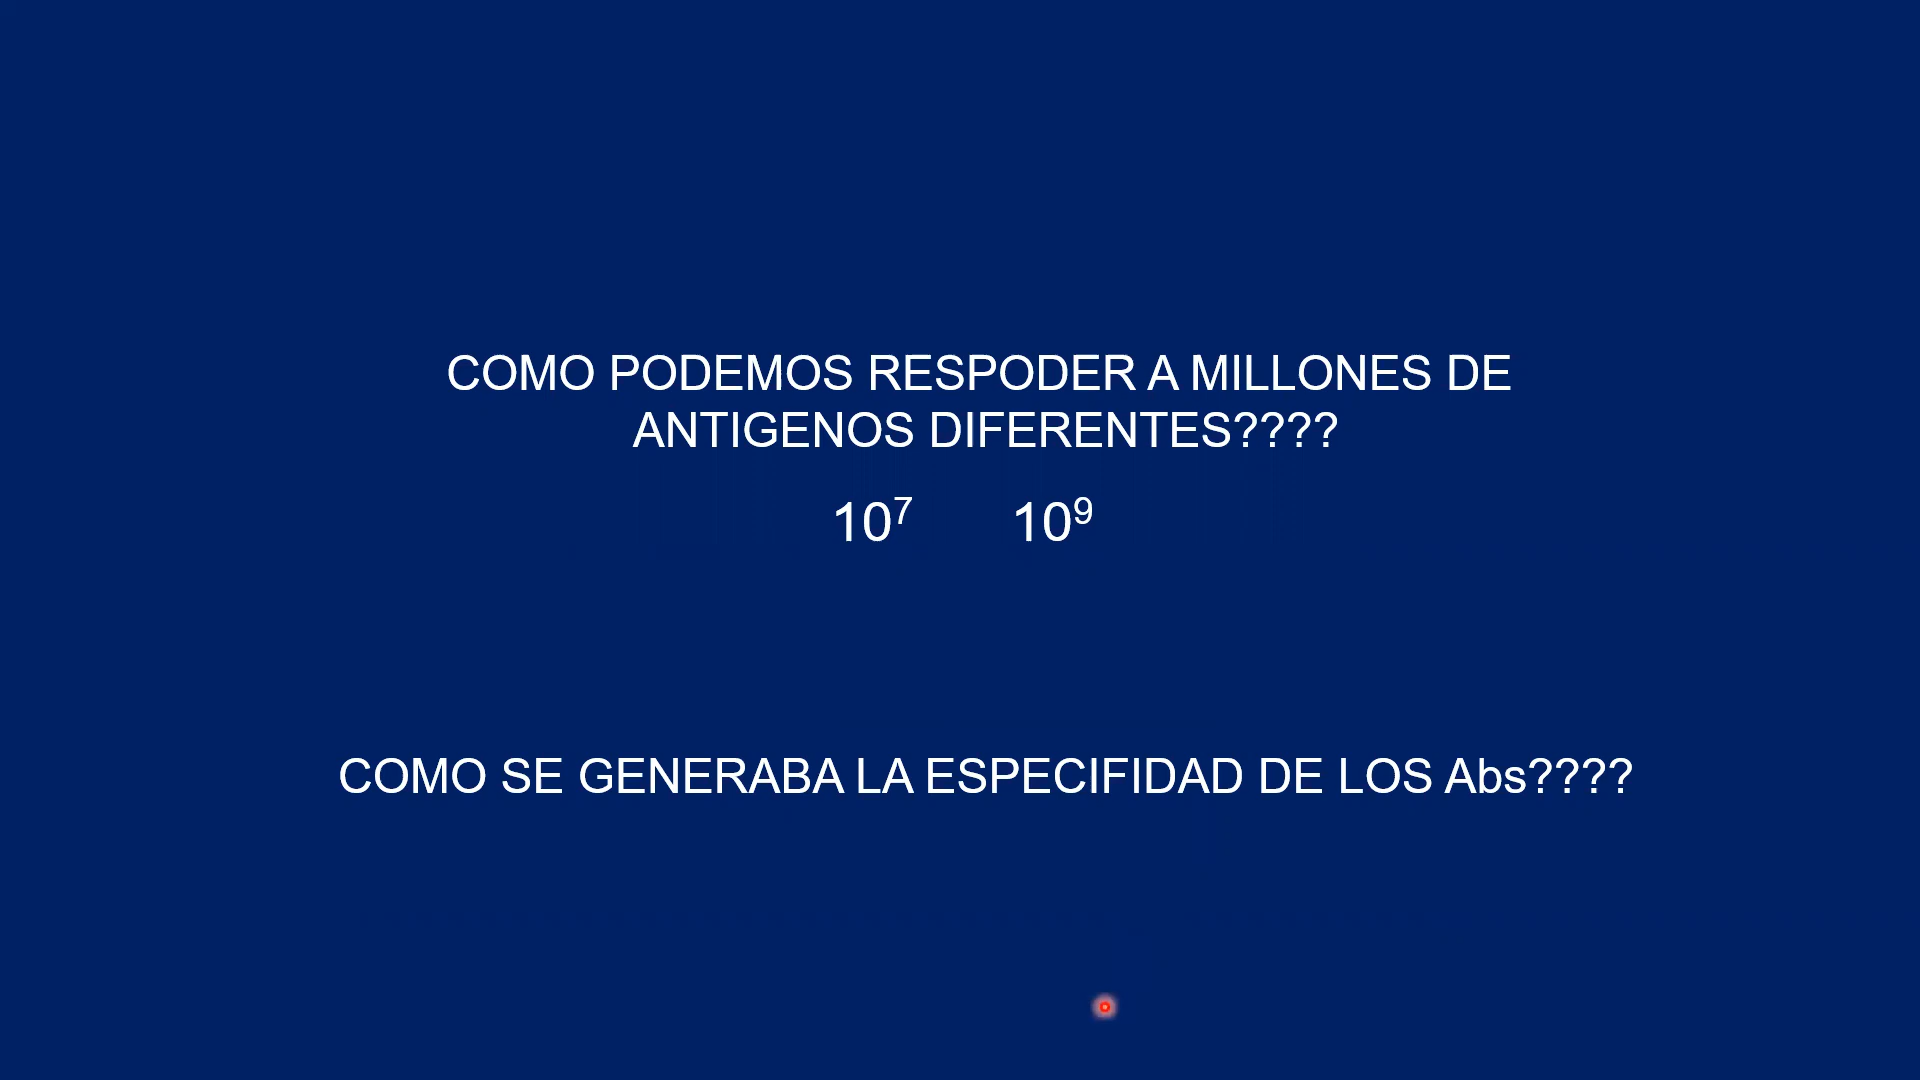 COMO PODEMOS RESPODER A MILLONES DE
ANTIGENOS DIFERENTES????
10⁷ 10⁹
COMO SE GENERABA LA ESPECIFIDAD DE LOS Abs????